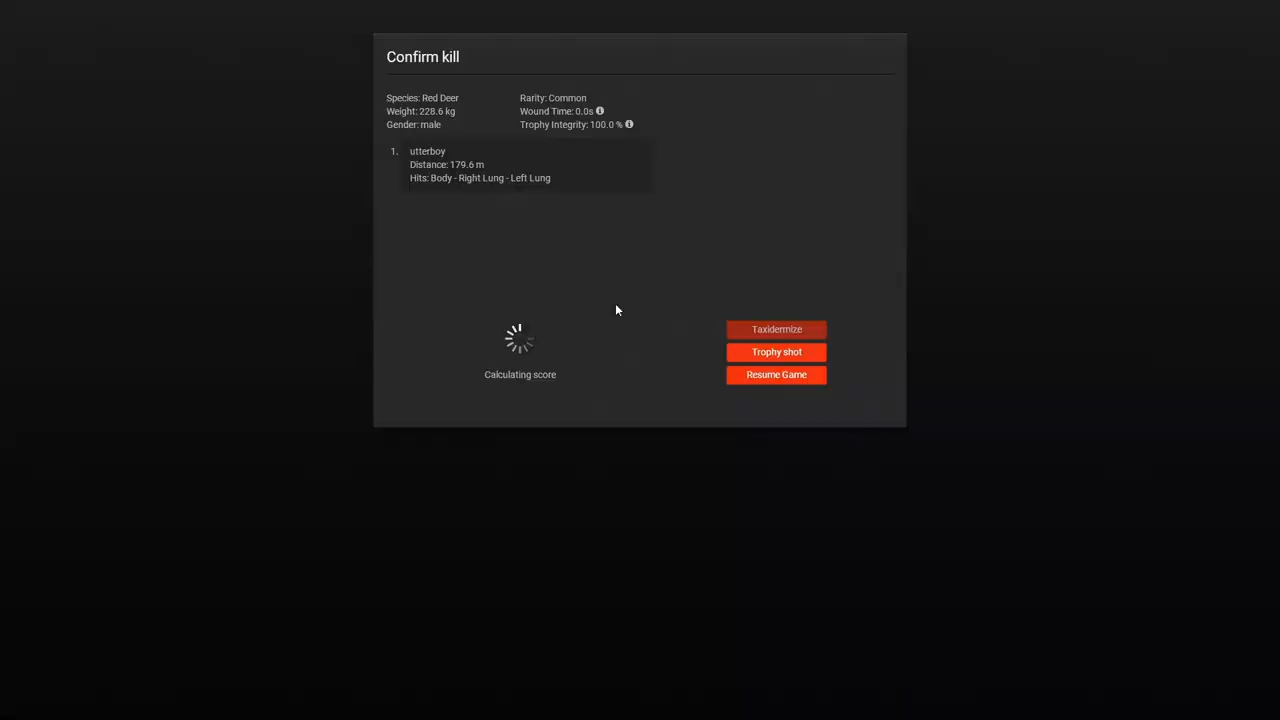 Confirm kill
Species: Red Deer
Weight: 228.6 kg
Gender: male
Rarity: Common
Wound Time: 0.0s
Trophy Integrity: 100.0 %
1. utterboy
Distance: 179.6 m
Hits: Body - Right Lung - Left Lung
Calculating score
Taxidermize
Trophy shot
Resume Game